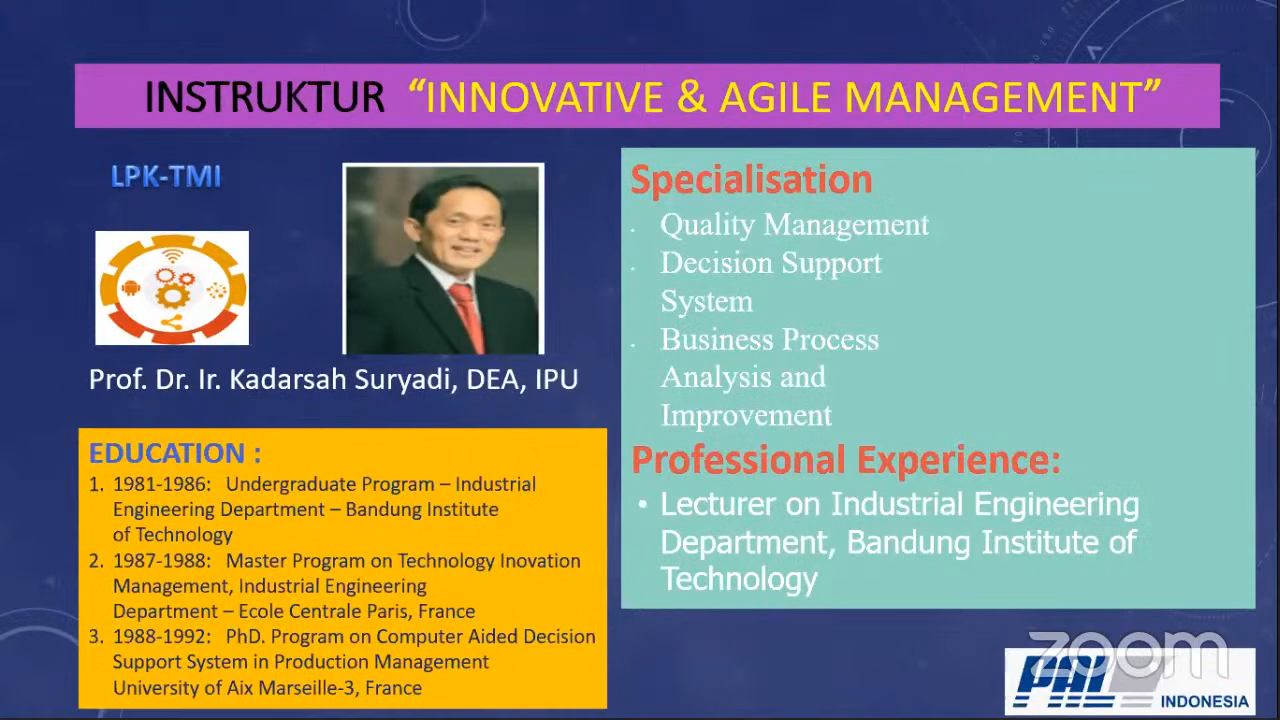 INSTRUKTUR “INNOVATIVE & AGILE MANAGEMENT”
LPK-TMI
Prof. Dr. Ir. Kadarsah Suryadi, DEA, IPU
EDUCATION :
1. 1981-1986: Undergraduate Program – Industrial
Engineering Department – Bandung Institute
of Technology
2. 1987-1988: Master Program on Technology Inovation
Management, Industrial Engineering
Department – Ecole Centrale Paris, France
3. 1988-1992: PhD. Program on Computer Aided Decision
Support System in Production Management
University of Aix Marseille-3, France
Specialisation
• Quality Management
• Decision Support
System
• Business Process
Analysis and
Improvement
Professional Experience:
• Lecturer on Industrial Engineering
Department, Bandung Institute of
Technology
zoom
PAL
INDONESIA